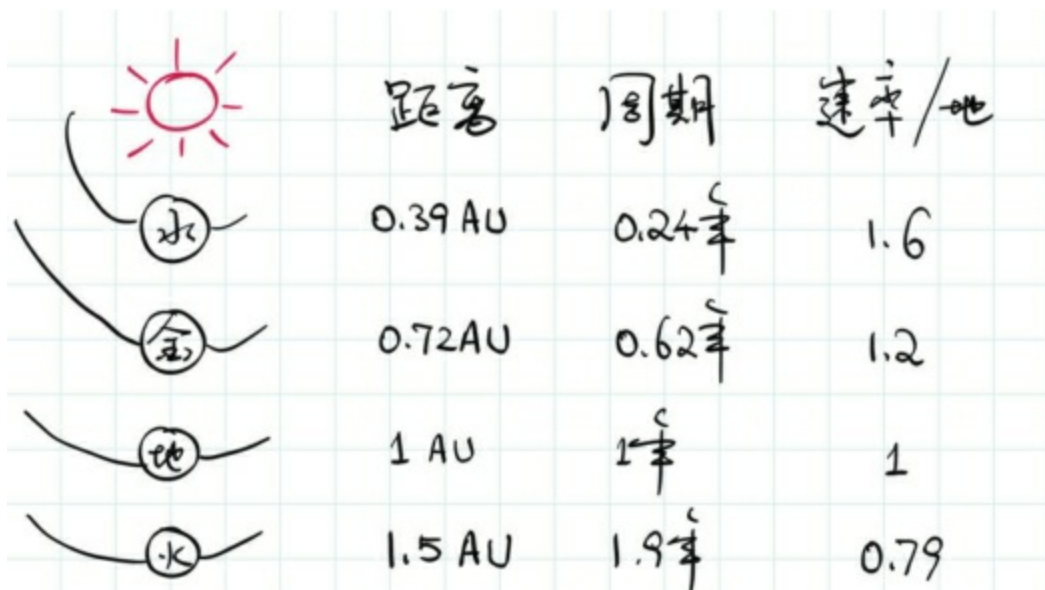 距离 周期 速率/地
水 0.39 AU 0.24年 1.6
金 0.72AU 0.62年 1.2
地 1 AU 1年 1
火 1.5 AU 1.9年 0.79